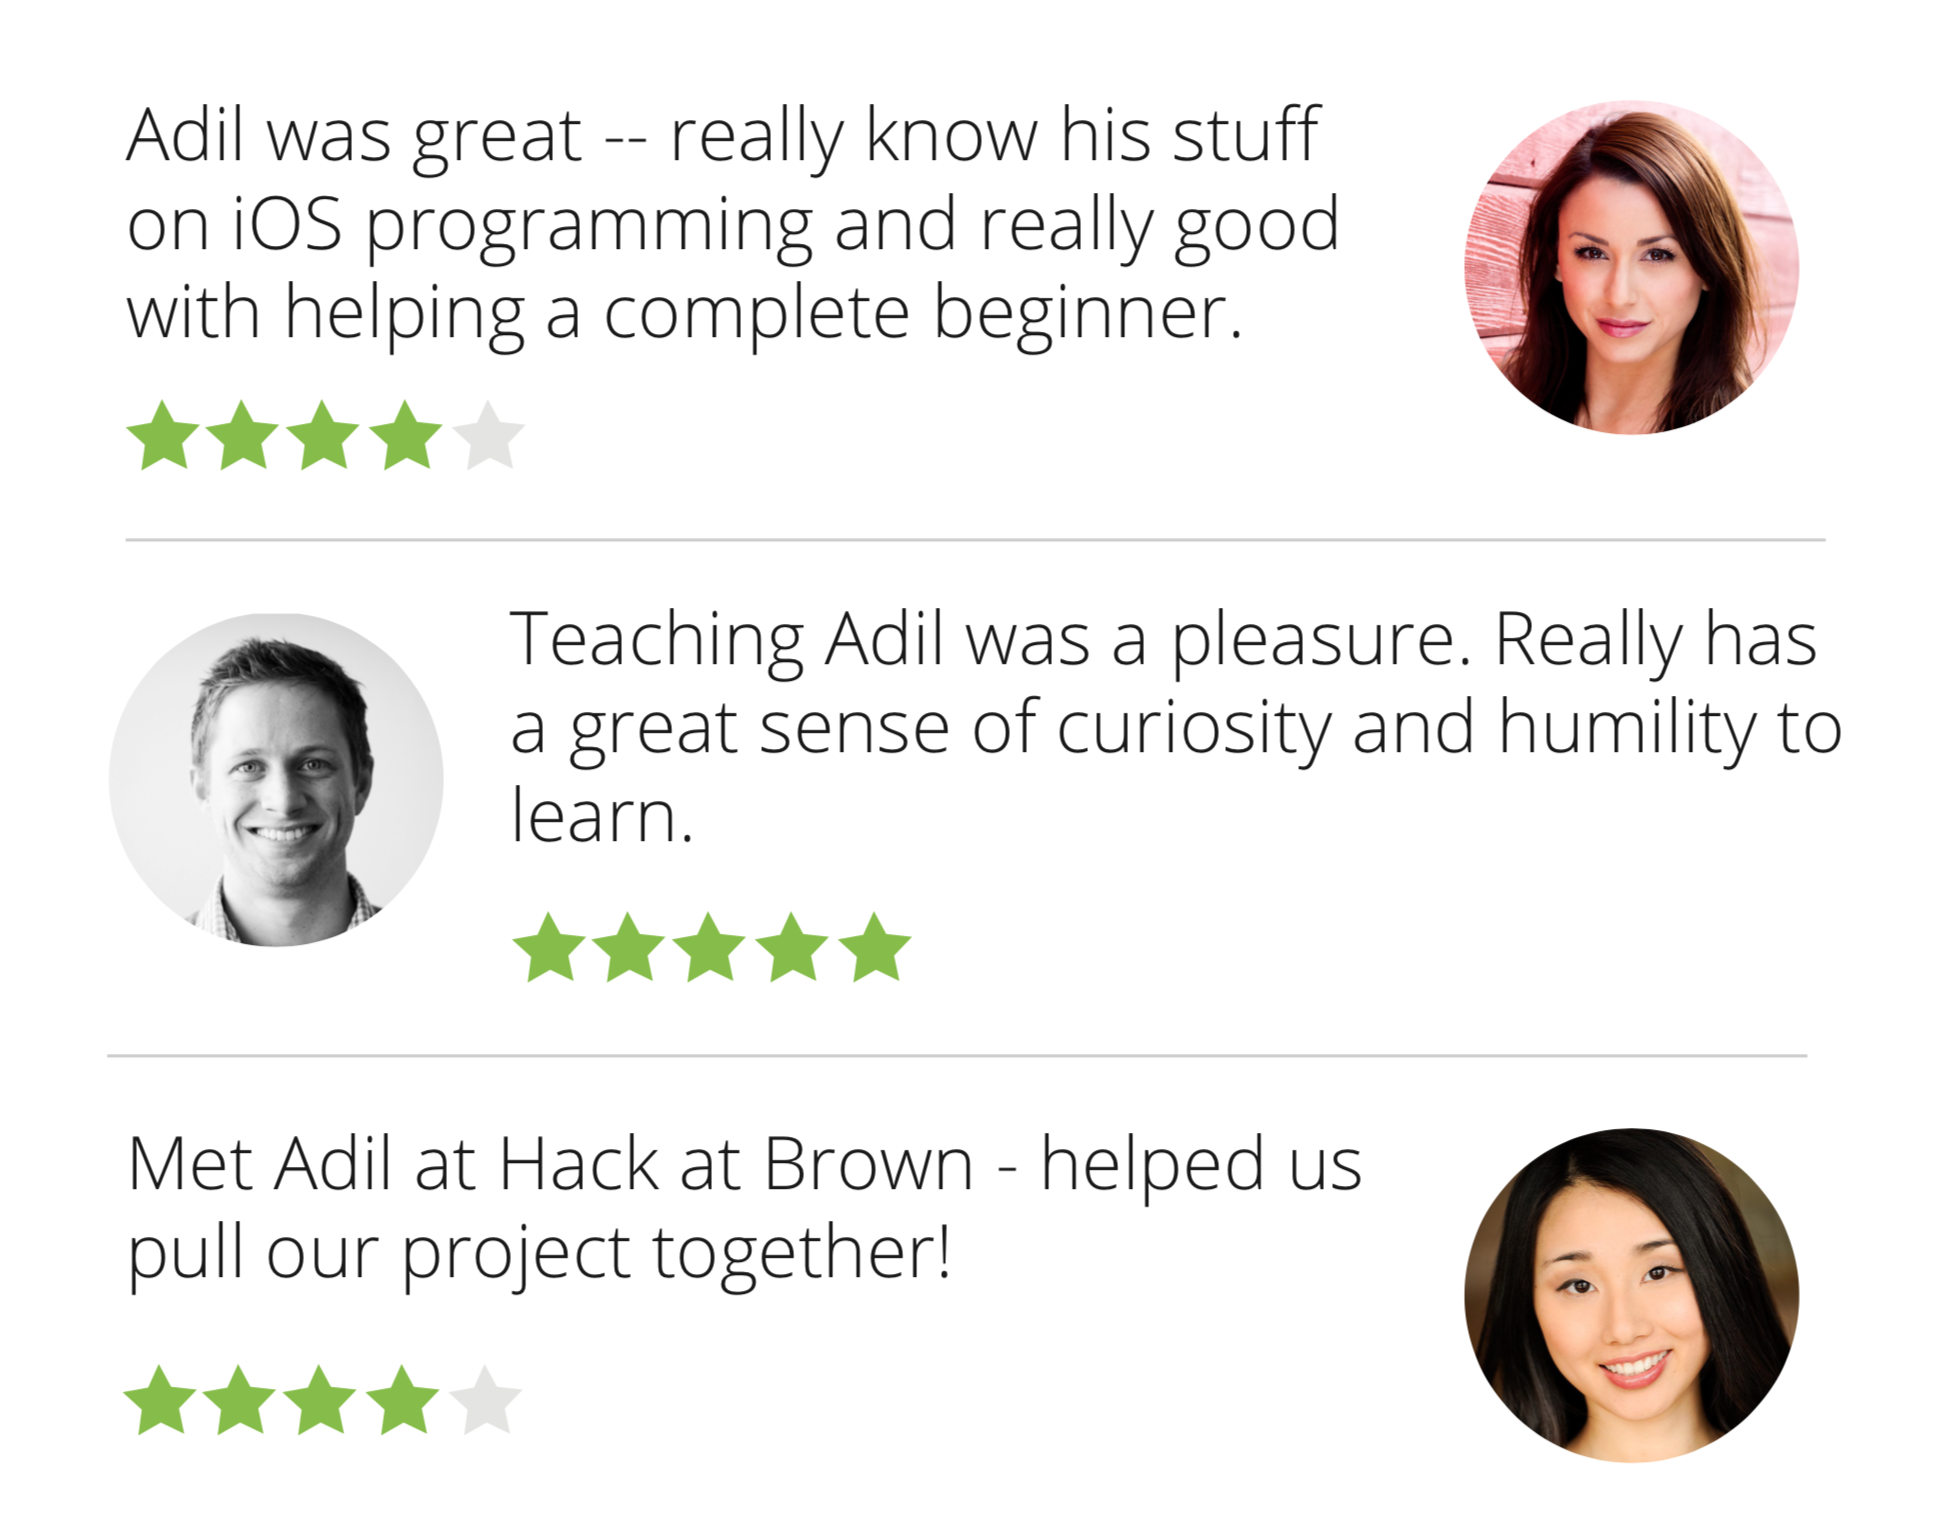 Adil was great -- really know his stuff
on iOS programming and really good
with helping a complete beginner.
Teaching Adil was a pleasure. Really has
a great sense of curiosity and humility to
learn.
Met Adil at Hack at Brown - helped us
pull our project together!